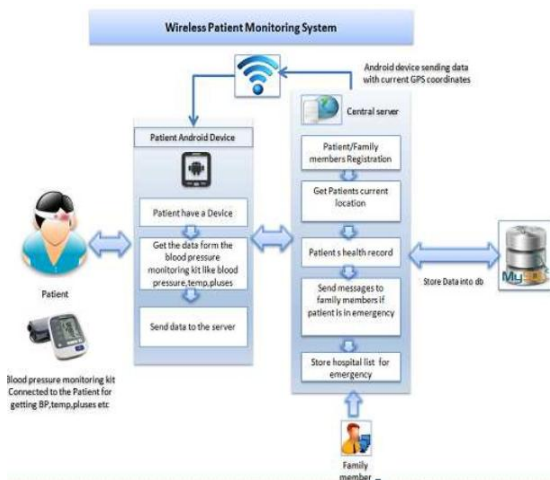 Wireless Patient Monitoring System
Android device sending data
with current GPS coordinates
Central server
Patient Android Device
Patient/Family
members Registration
Get Patients current
location
Patient have a Device
Get the data form the
blood pressure
monitoring kit like blood
pressure,temp,pluses
Patient s health record
Store Data into db
My
Patient
Send messages to
family members if
patient is in emergency
Send data to the server
Store hospital list for
emergency
Blood pressure monitoring kit
Connected to the Patient for
getting BP,temp,pluses etc
Family
member